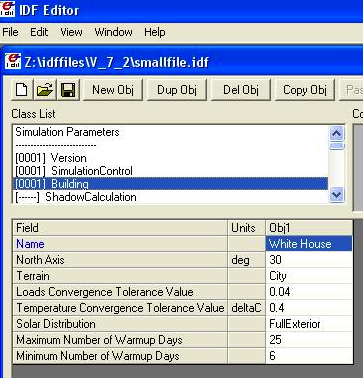 IDF Editor
File Edit View Window Help
Z:\idffiles\V_7_2\smallfile.idf
New Obj Dup Obj Del Obj Copy Obj
Class List
Simulation Parameters
--------------------------
[0001] Version
[0001] SimulationControl
[0001] Building
[------] ShadowCalculation
Field Units Obj1
Name White House
North Axis deg 30
Terrain City
Loads Convergence Tolerance Value 0.04
Temperature Convergence Tolerance Value deltaC 0.4
Solar Distribution FullExterior
Maximum Number of Warmup Days 25
Minimum Number of Warmup Days 6